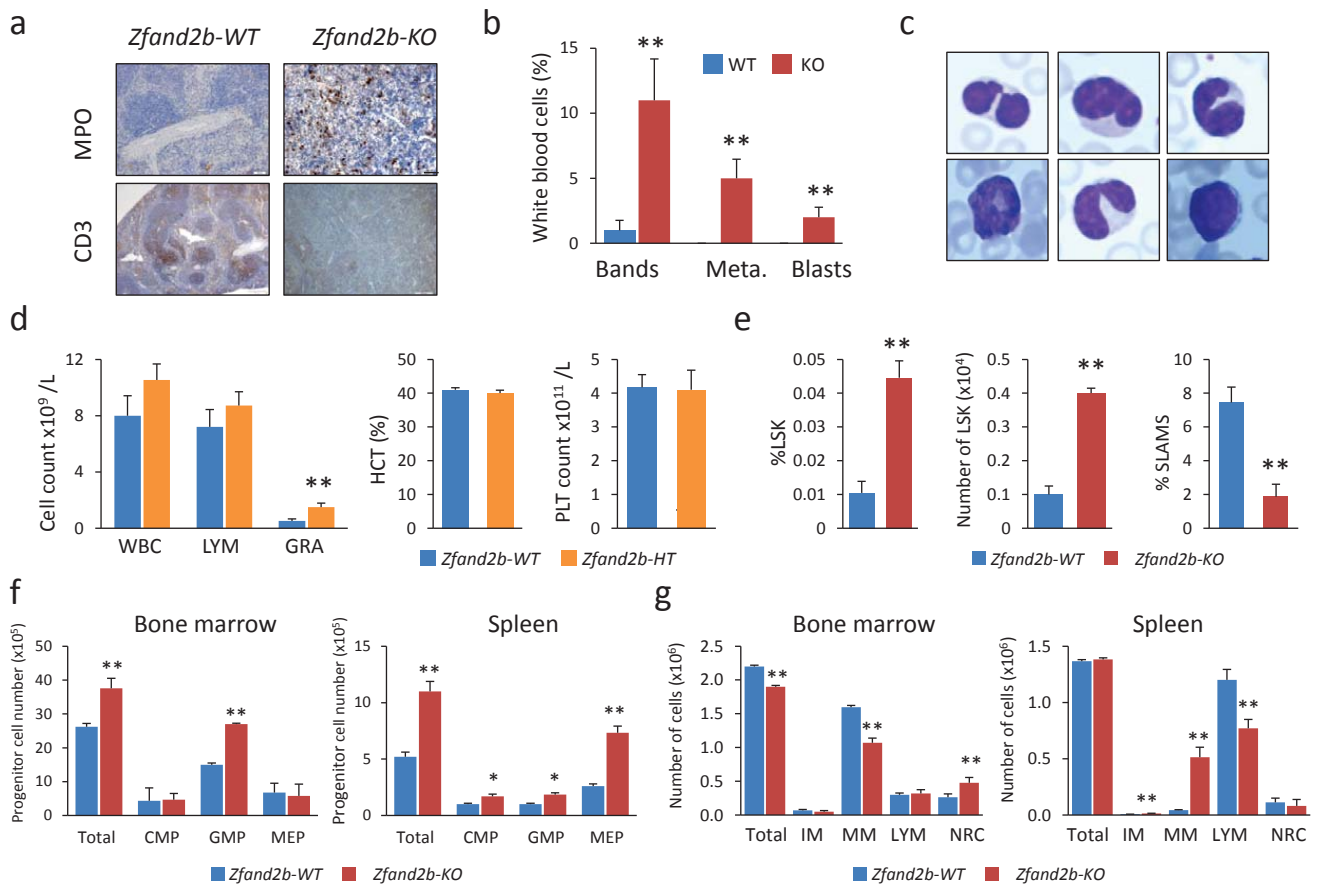 a
Zfand2b-WT Zfand2b-KO
MPO
CD3
b
White blood cells (%)
15
10
5
0
** ** **
WT KO
Bands Meta. Blasts
c
d
Cell count x10⁹ /L
12
8
4
0
**
WBC LYM GRA
HCT (%)
50
40
30
20
10
0
PLT count x10¹¹ /L
5
4
3
2
1
0
Zfand2b-WT Zfand2b-HT
e
%LSK
0.05
0.04
0.03
0.02
0.01
0
**
Number of LSK (x10⁴)
0.5
0.4
0.3
0.2
0.1
0
**
% SLAMS
10
8
6
4
2
0
**
Zfand2b-WT Zfand2b-KO
f
Bone marrow
Progenitor cell number (x10⁵)
50
40
30
20
10
0
** **
Total CMP GMP MEP
Spleen
Progenitor cell number (x10⁵)
15
10
5
0
** * * **
Total CMP GMP MEP
Zfand2b-WT Zfand2b-KO
g
Bone marrow
Number of cells (x10⁶)
2.5
2.0
1.5
1.0
0.5
0.0
** ** **
Total IM MM LYM NRC
Spleen
Number of cells (x10⁶)
1.5
1.0
0.5
0.0
** ** **
Total IM MM LYM NRC
Zfand2b-WT Zfand2b-KO